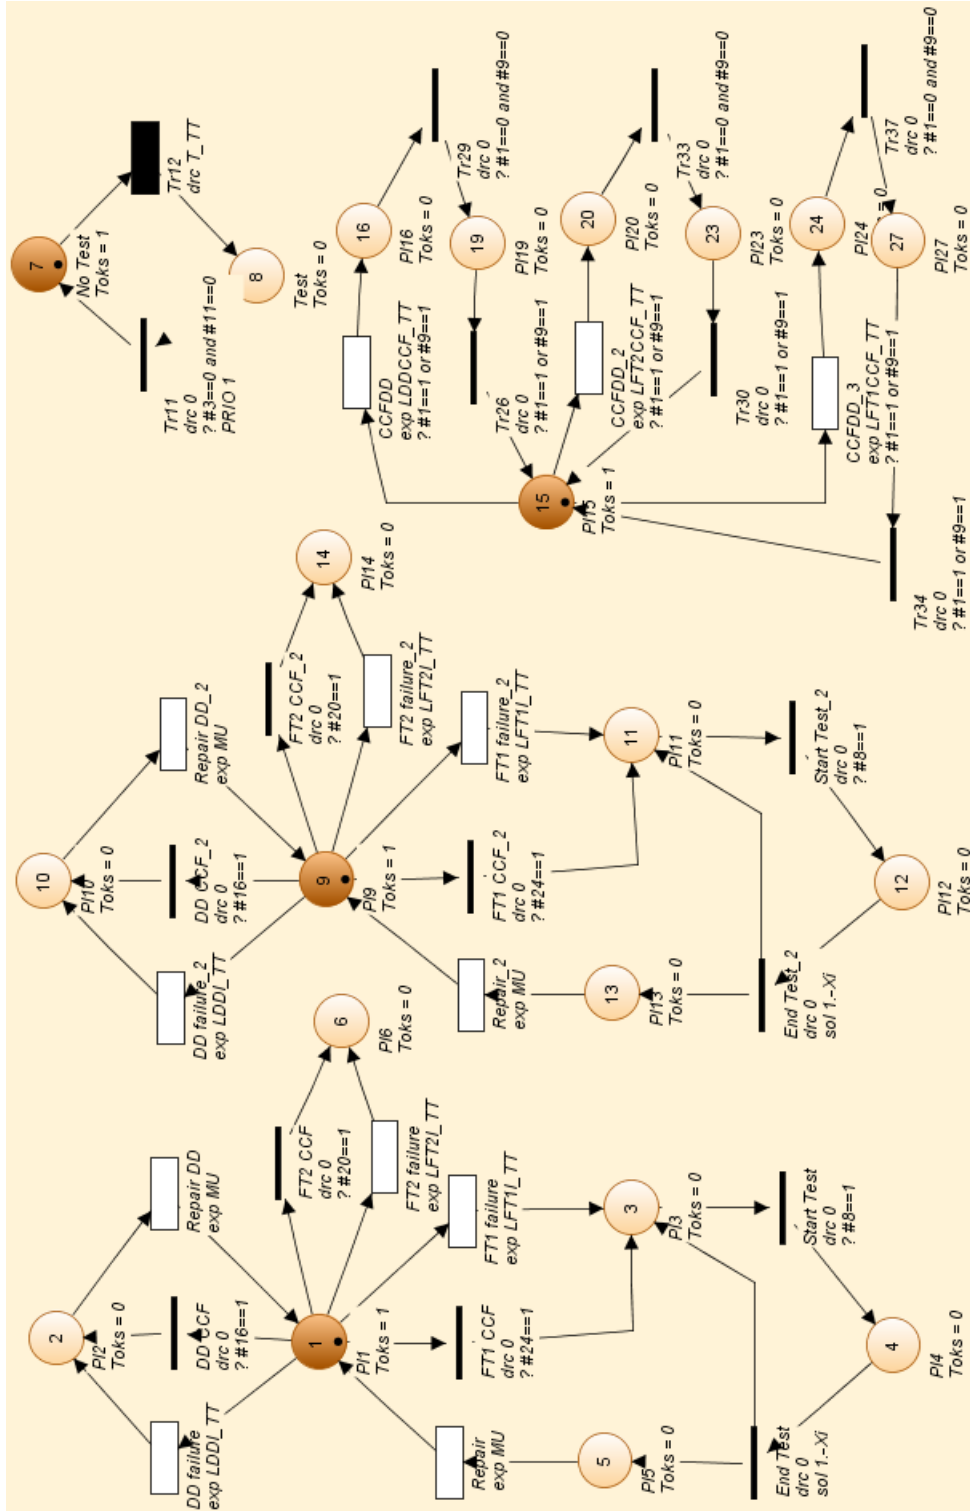 2
Pl2
Toks = 0
DD failure
exp LDDI_TT
DD CCF
drc 0
? #16==1
Repair DD
exp MU
1
Pl1
Toks = 1
FT2 CCF
drc 0
? #20==1
6
Pl6
Toks = 0
FT2 failure
exp LFT2I_TT
Repair
exp MU
FT1 CCF
drc 0
? #24==1
FT1 failure
exp LFT1I_TT
5
Pl5
Toks = 0
3
Pl3
Toks = 0
End Test
drc 0
sol 1.-Xi
Start Test
drc 0
? #8==1
4
Pl4
Toks = 0
10
Pl10
Toks = 0
DD failure_2
exp LDDI_TT
DD CCF_2
drc 0
? #16==1
Repair DD_2
exp MU
9
Pl9
Toks = 1
FT2 CCF_2
drc 0
? #20==1
14
Pl14
Toks = 0
FT2 failure_2
exp LFT2I_TT
Repair_2
exp MU
FT1 CCF_2
drc 0
? #24==1
FT1 failure_2
exp LFT1I_TT
13
Pl13
Toks = 0
11
Pl11
Toks = 0
End Test_2
drc 0
sol 1.-Xi
Start Test_2
drc 0
? #8==1
12
Pl12
Toks = 0
7
No Test
Toks = 1
Tr11
drc 0
? #3==0 and #11==0
PRIO 1
Tr12
drc T_TT
8
Test
Toks = 0
15
Pl15
Toks = 1
CCFDD
exp LDDCCF_TT
? #1==1 or #9==1
16
Pl16
Toks = 0
Tr29
drc 0
? #1==0 and #9==0
19
Pl19
Toks = 0
Tr26
drc 0
? #1==1 or #9==1
CCFDD_2
exp LFT2CCF_TT
? #1==1 or #9==1
20
Pl20
Toks = 0
Tr33
drc 0
? #1==0 and #9==0
23
Pl23
Toks = 0
Tr30
drc 0
? #1==1 or #9==1
CCFDD_3
exp LFT1CCF_TT
? #1==1 or #9==1
24
Pl24
= 0
Tr37
drc 0
? #1==0 and #9==0
27
Pl27
Toks = 0
Tr34
drc 0
? #1==1 or #9==1